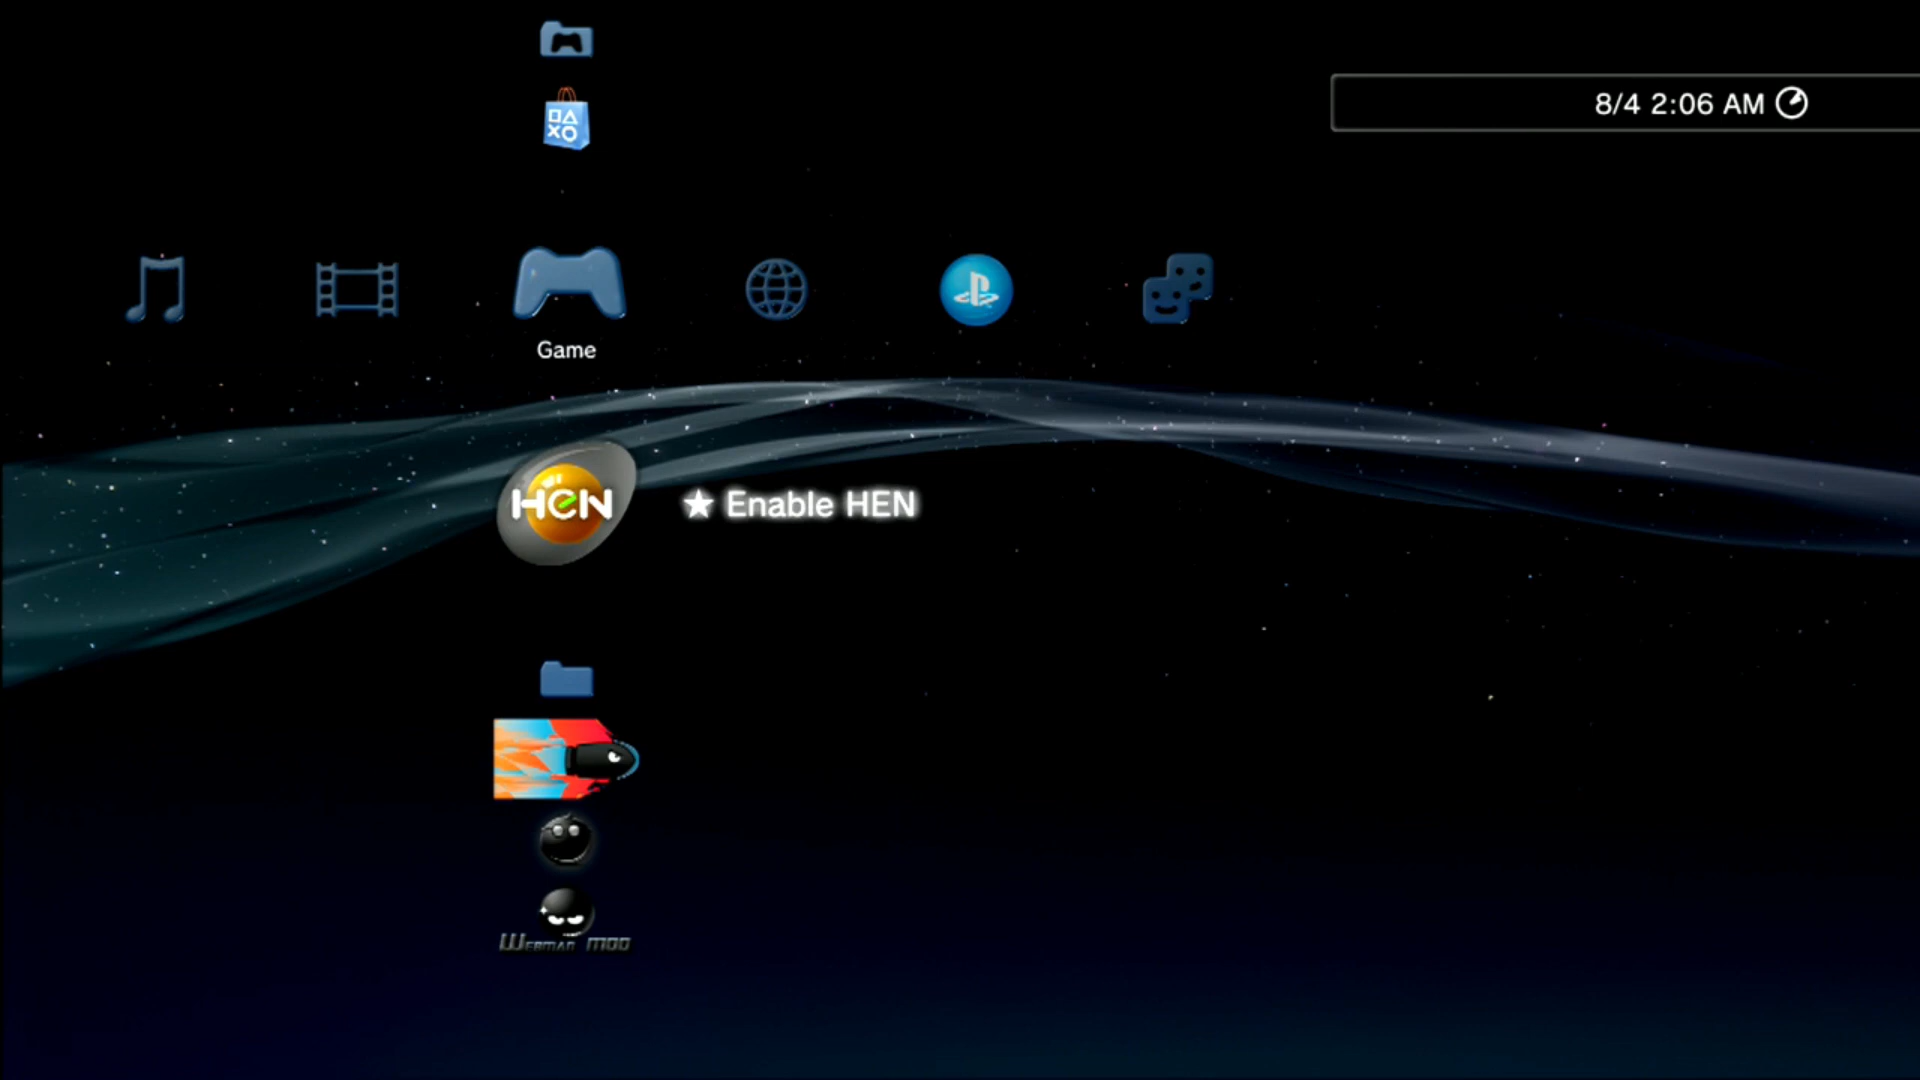 8/4 2:06 AM
Game
HEN
★ Enable HEN
Webman MOD